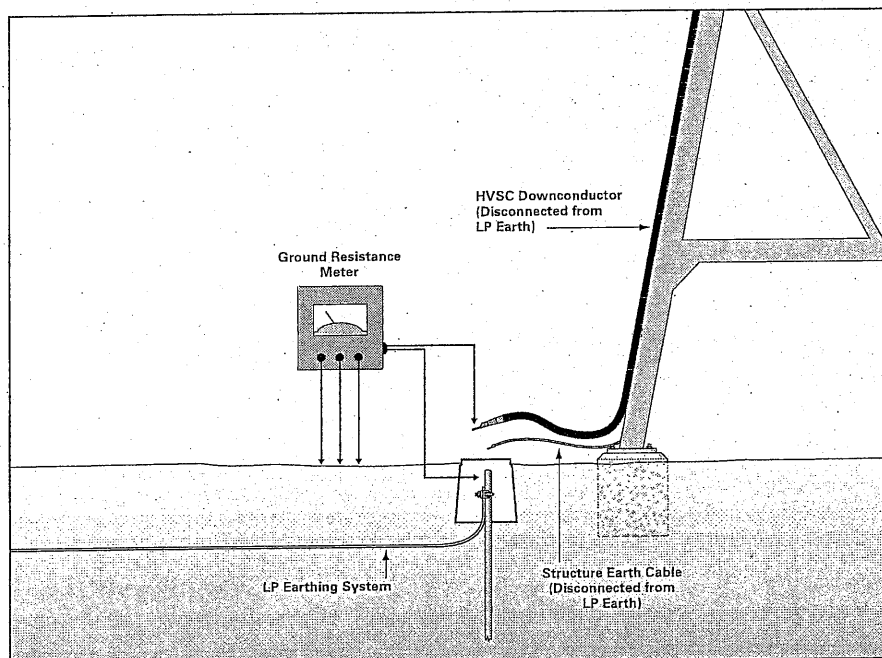 HVSC Downconductor
(Disconnected from
LP Earth)
Ground Resistance
Meter
LP Earthing System
Structure Earth Cable
(Disconnected from
LP Earth)